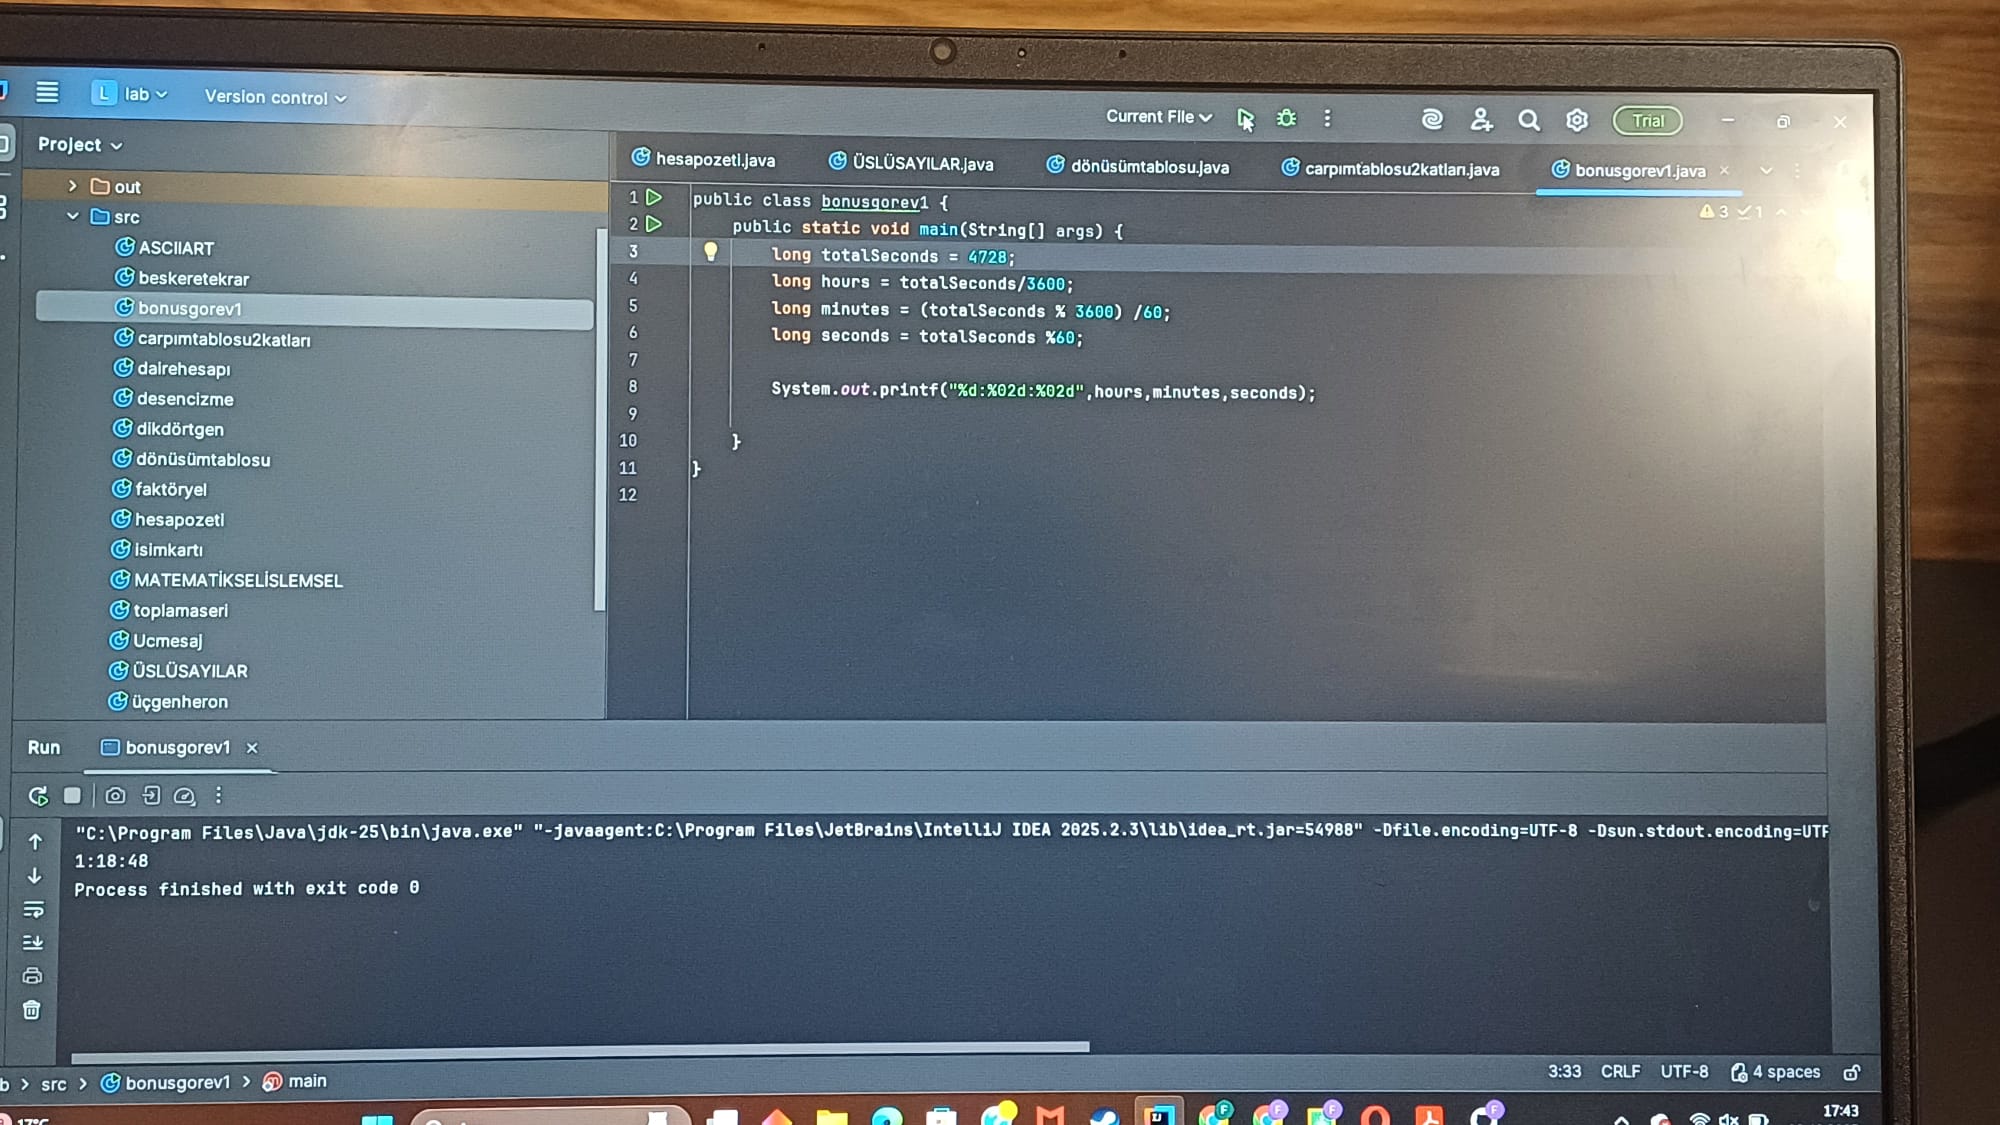 L lab Version control Current File Trial
Project
out
src
ASCIIART
beskeretekrar
bonusgorev1
carpımtablosu2katları
dairehesapı
desencizme
dikdörtgen
dönüsümtablosu
faktöryel
hesapozeti
isimkartı
MATEMATİKSELİSLEMSEL
toplamaseri
Ucmesaj
ÜSLÜSAYILAR
üçgenheron
hesapozeti.java ÜSLÜSAYILAR.java dönüsümtablosu.java carpımtablosu2katları.java bonusgorev1.java
3 1
1 public class bonusgorev1 {
2 public static void main(String[] args) {
3 long totalSeconds = 4728;
4 long hours = totalSeconds/3600;
5 long minutes = (totalSeconds % 3600) /60;
6 long seconds = totalSeconds %60;
7
8 System.out.printf("%d:%02d:%02d",hours,minutes,seconds);
9
10 }
11 }
12
Run bonusgorev1
"C:\Program Files\Java\jdk-25\bin\java.exe" "-javaagent:C:\Program Files\JetBrains\IntelliJ IDEA 2025.2.3\lib\idea_rt.jar=54988" -Dfile.encoding=UTF-8 -Dsun.stdout.encoding=UTF
1:18:48
Process finished with exit code 0
b > src > bonusgorev1 > main 3:33 CRLF UTF-8 4 spaces
17°C 17:43